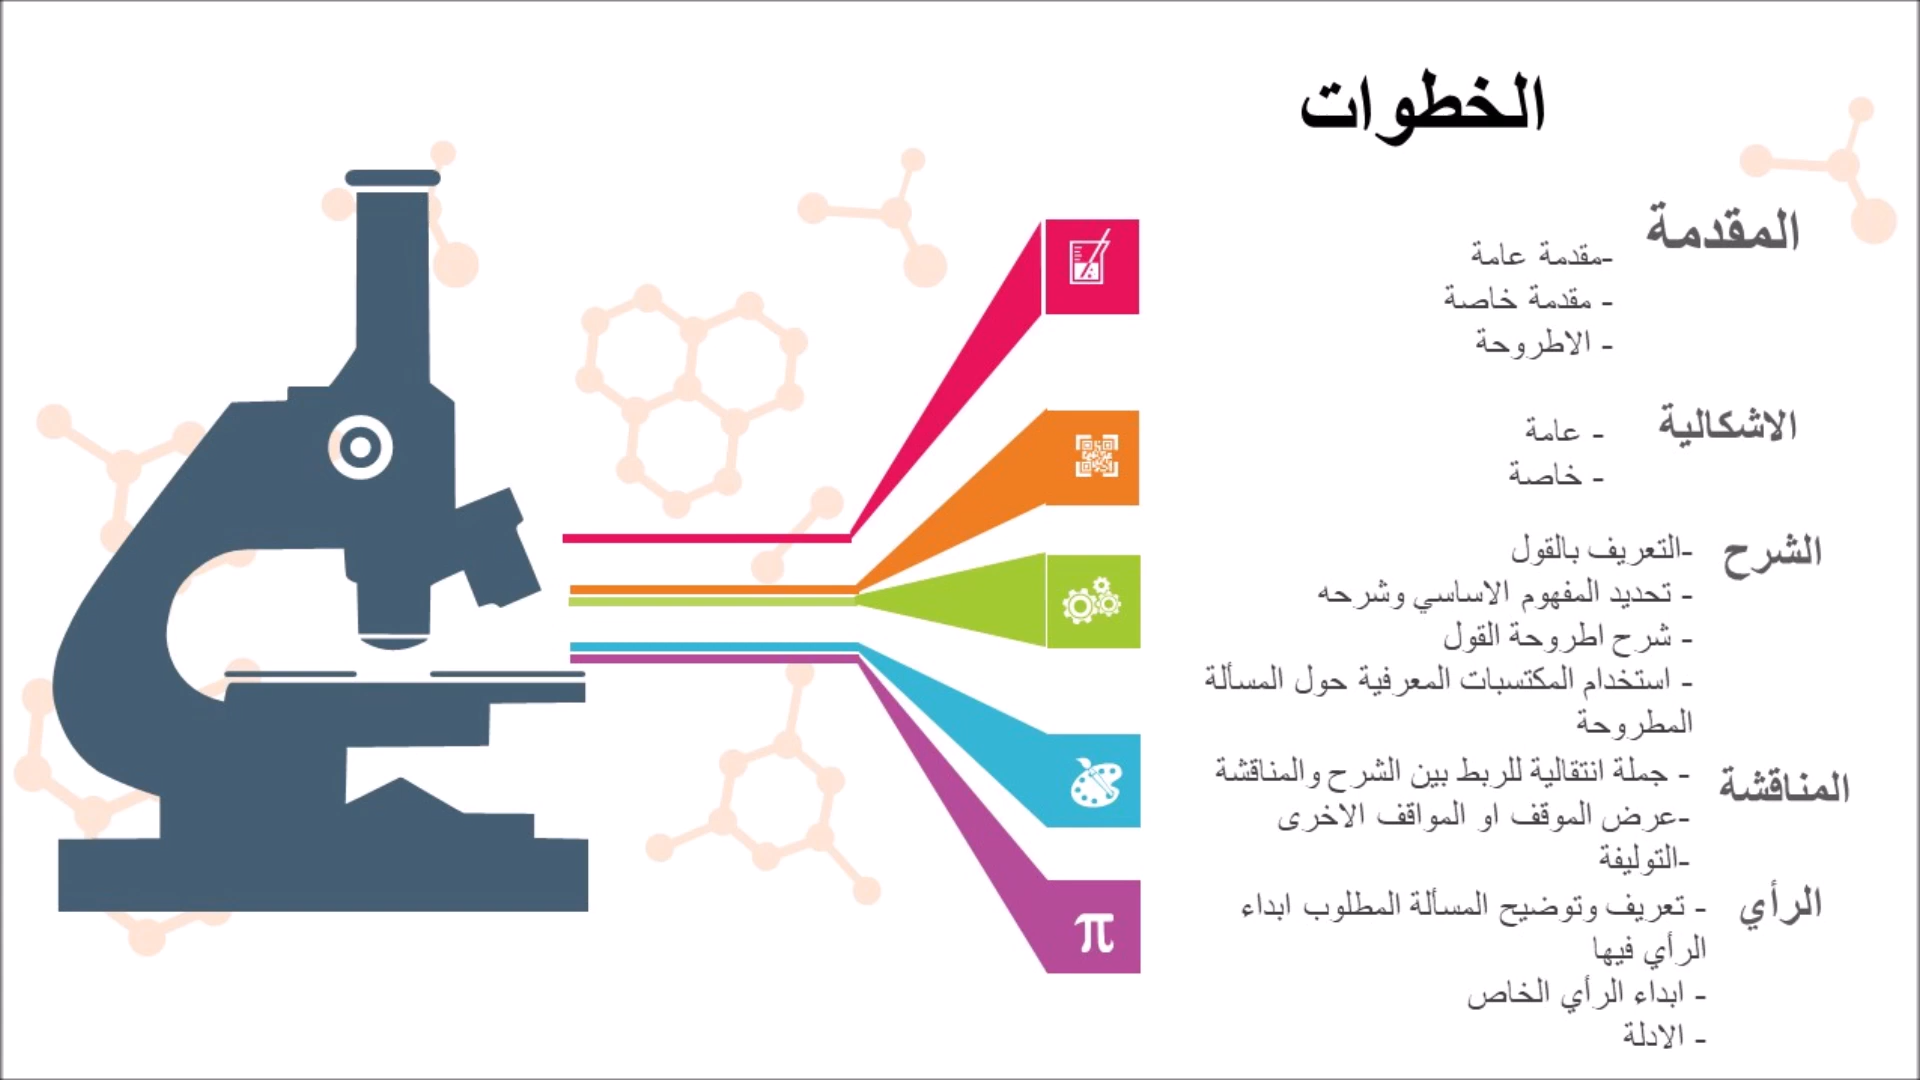 الخطوات
المقدمة
-مقدمة عامة
- مقدمة خاصة
- الاطروحة
الاشكالية
- عامة
- خاصة
الشرح
-التعريف بالقول
- تحديد المفهوم الاساسي وشرحه
- شرح اطروحة القول
- استخدام المكتسبات المعرفية حول المسألة
المطروحة
المناقشة
- جملة انتقالية للربط بين الشرح والمناقشة
-عرض الموقف او المواقف الاخرى
-التوليفة
الرأي
- تعريف وتوضيح المسألة المطلوب ابداء
الرأي فيها
- ابداء الرأي الخاص
- الادلة
π